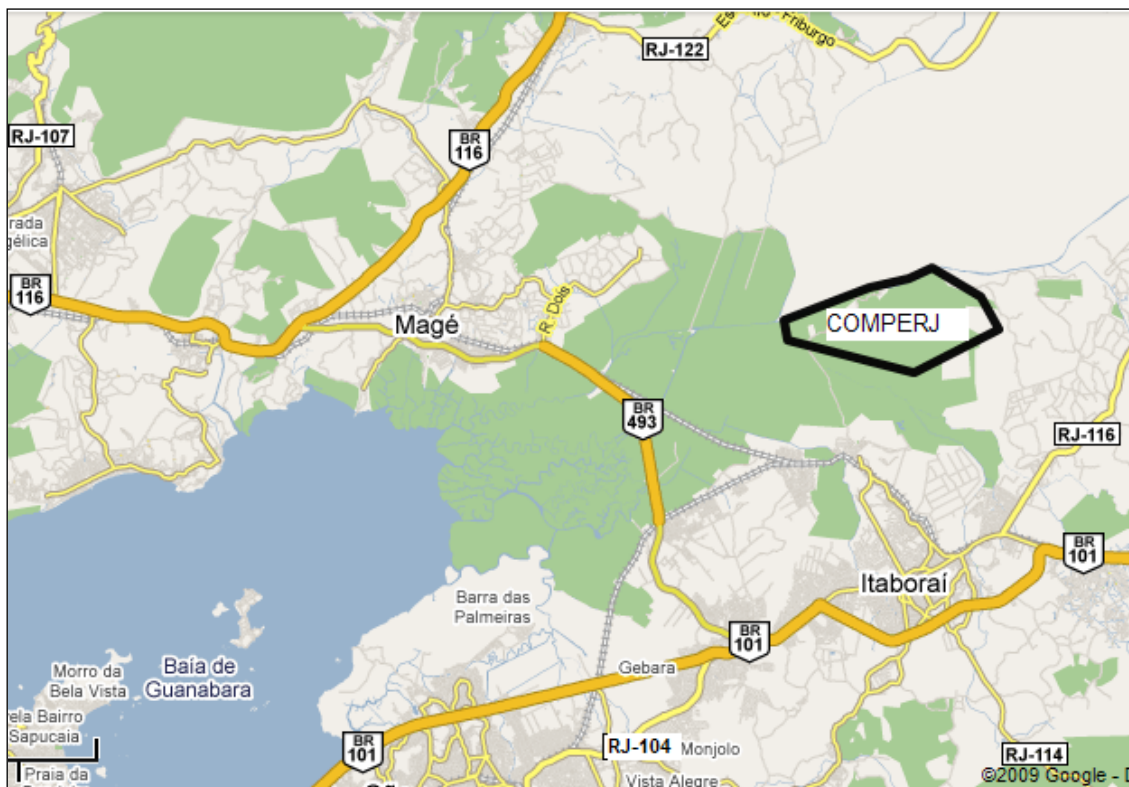 Friburgo
RJ-122
RJ-107
BR
116
BR
116
R. Dois
Magé
COMPERJ
BR
493
RJ-116
BR
101
Itaboraí
Barra das
Palmeiras
BR
101
Gebara
Morro da
Bela Vista
Baía de
Guanabara
Bairro
Sapucaia
BR
101
RJ-104
Monjolo
RJ-114
Praia da
Vista Alegre
©2009 Google - D